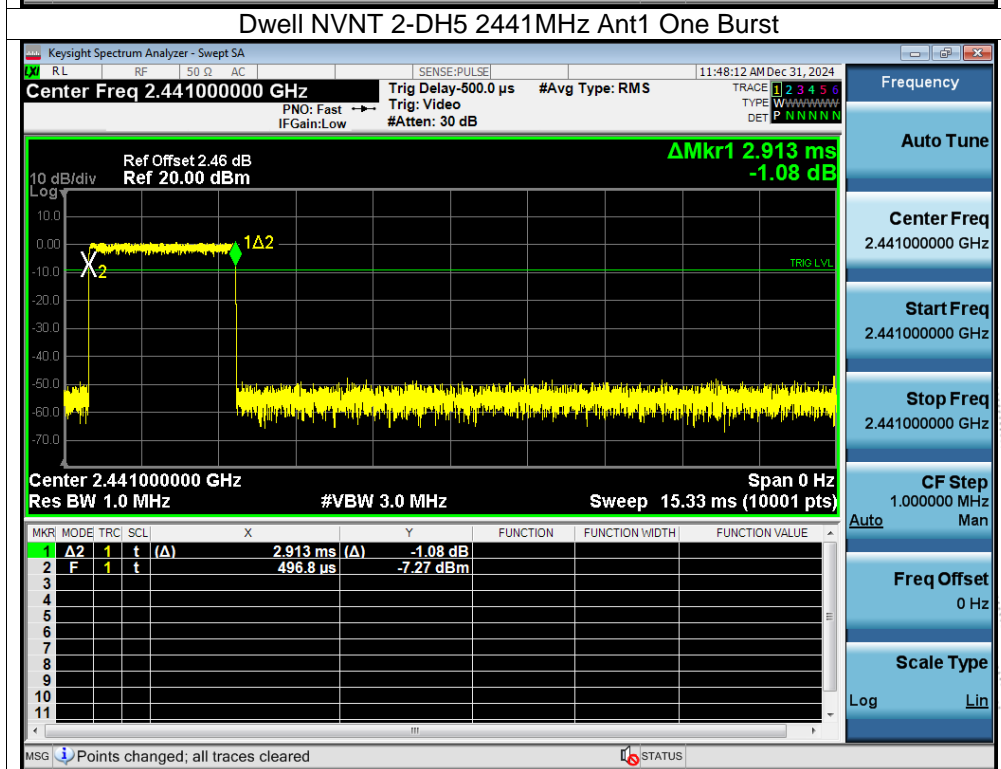 Dwell NVNT 2-DH5 2441MHz Ant1 One Burst
Keysight Spectrum Analyzer - Swept SA
LXI RL RF 50 Ω AC SENSE:PULSE 11:48:12 AM Dec 31, 2024
Center Freq 2.441000000 GHz
PNO: Fast
IFGain:Low
Trig Delay-500.0 µs
Trig: Video
#Atten: 30 dB
#Avg Type: RMS
TRACE 1 2 3 4 5 6
TYPE WWWWWWW
DET P N N N N N
Ref Offset 2.46 dB
10 dB/div Ref 20.00 dBm
Log
ΔMkr1 2.913 ms
-1.08 dB
10.0
0.00
-10.0
-20.0
-30.0
-40.0
-50.0
-60.0
-70.0
1Δ2
2
TRIG LVL
Center 2.441000000 GHz Span 0 Hz
Res BW 1.0 MHz #VBW 3.0 MHz Sweep 15.33 ms (10001 pts)
MKR MODE TRC SCL X Y FUNCTION FUNCTION WIDTH FUNCTION VALUE
1 Δ2 1 t (Δ) 2.913 ms (Δ) -1.08 dB
2 F 1 t 496.8 µs -7.27 dBm
3
4
5
6
7
8
9
10
11
MSG Points changed; all traces cleared STATUS
Frequency
Auto Tune
Center Freq
2.441000000 GHz
Start Freq
2.441000000 GHz
Stop Freq
2.441000000 GHz
CF Step
1.000000 MHz
Auto Man
Freq Offset
0 Hz
Scale Type
Log Lin